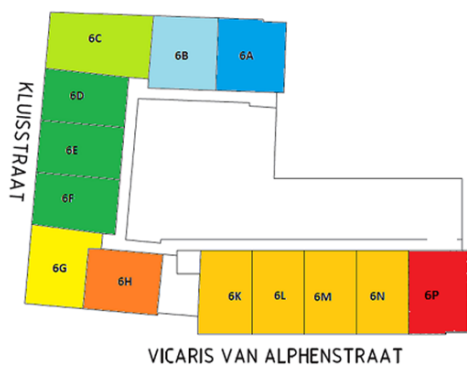 6C
6B
6A
6D
KLUISSTRAAT
6E
6F
6G
6H
6K
6L
6M
6N
6P
VICARIS VAN ALPHENSTRAAT